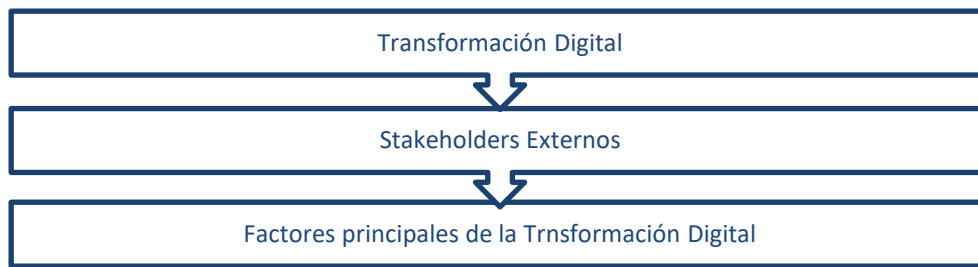 Transformación Digital
Stakeholders Externos
Factores principales de la Trnsformación Digital